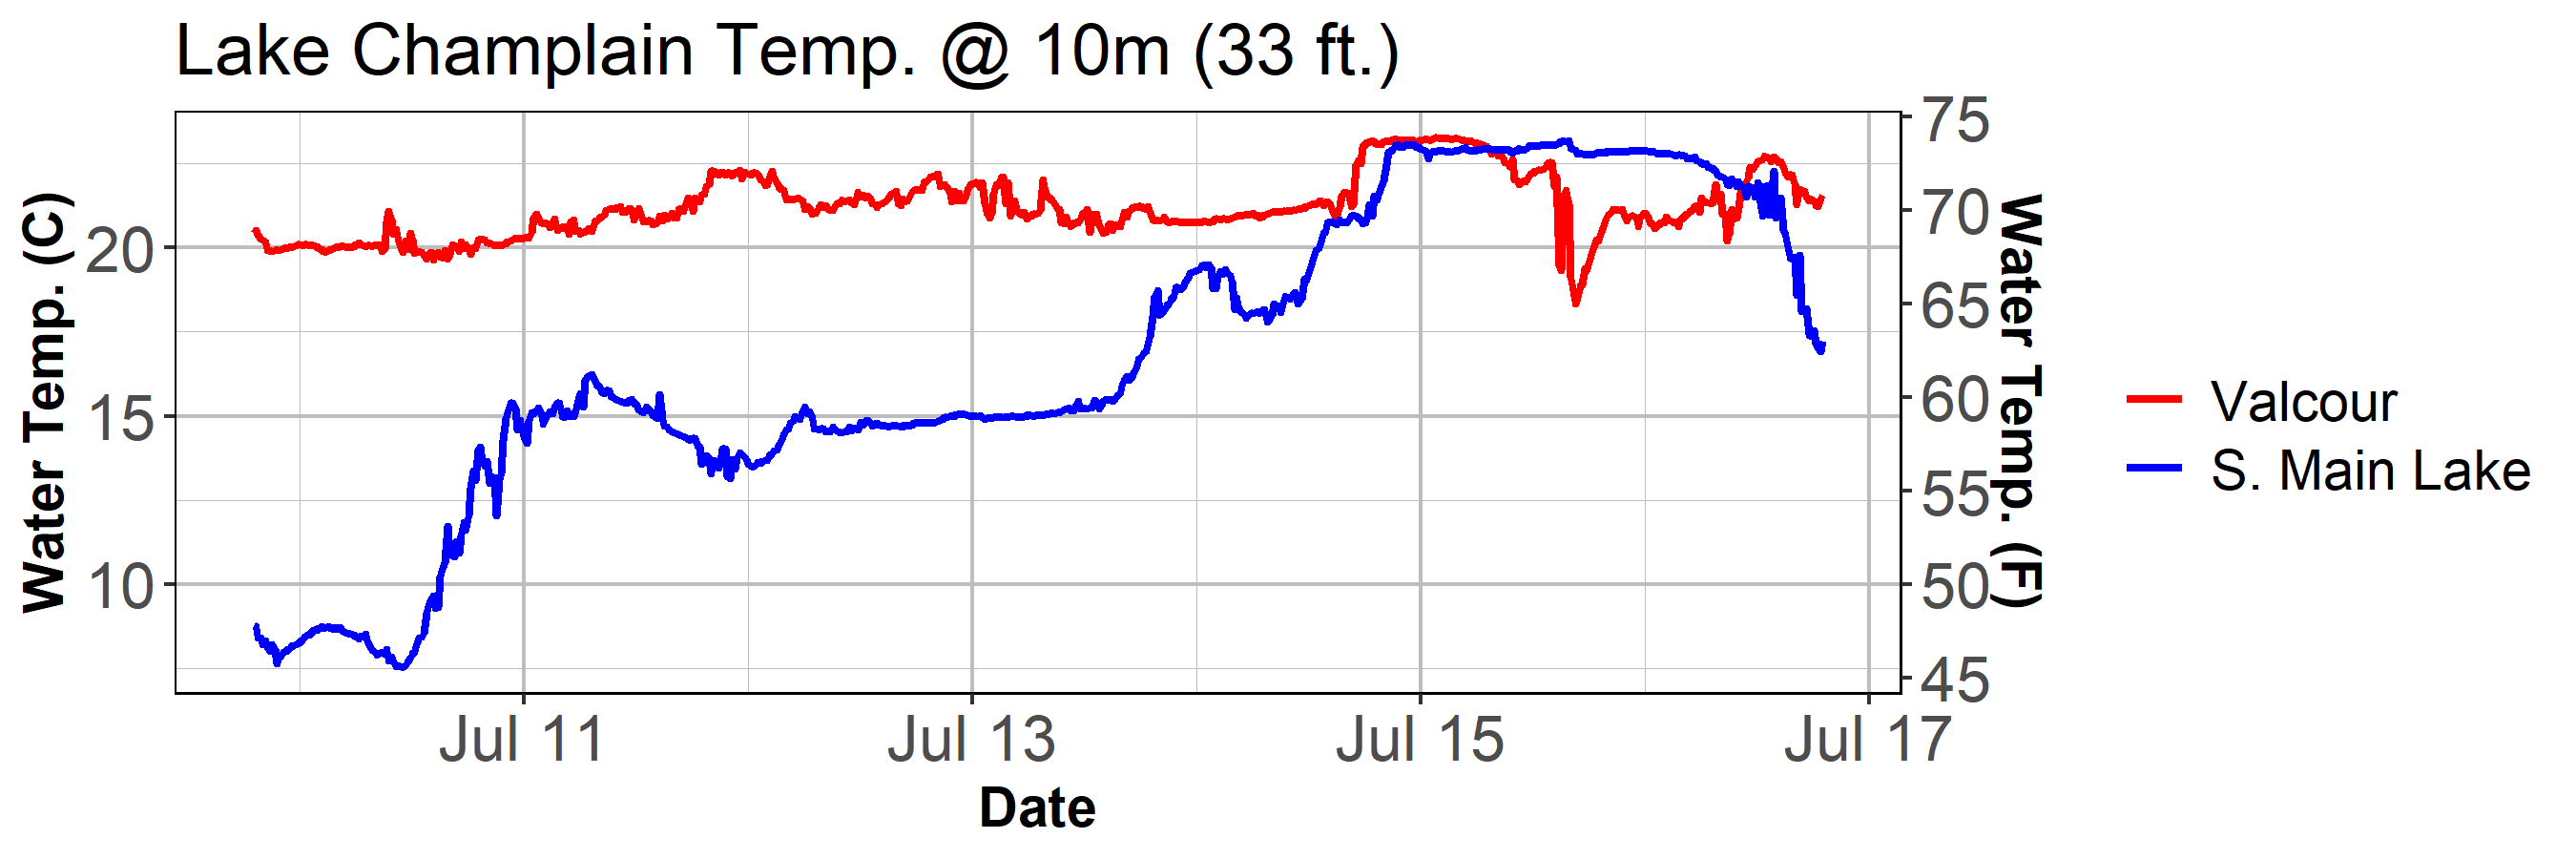 Lake Champlain Temp. @ 10m (33 ft.)
Water Temp. (C)
20
15
10
75
70
65
60
55
50
45
Water Temp. (F)
Jul 11
Jul 13
Jul 15
Jul 17
Date
Valcour
S. Main Lake